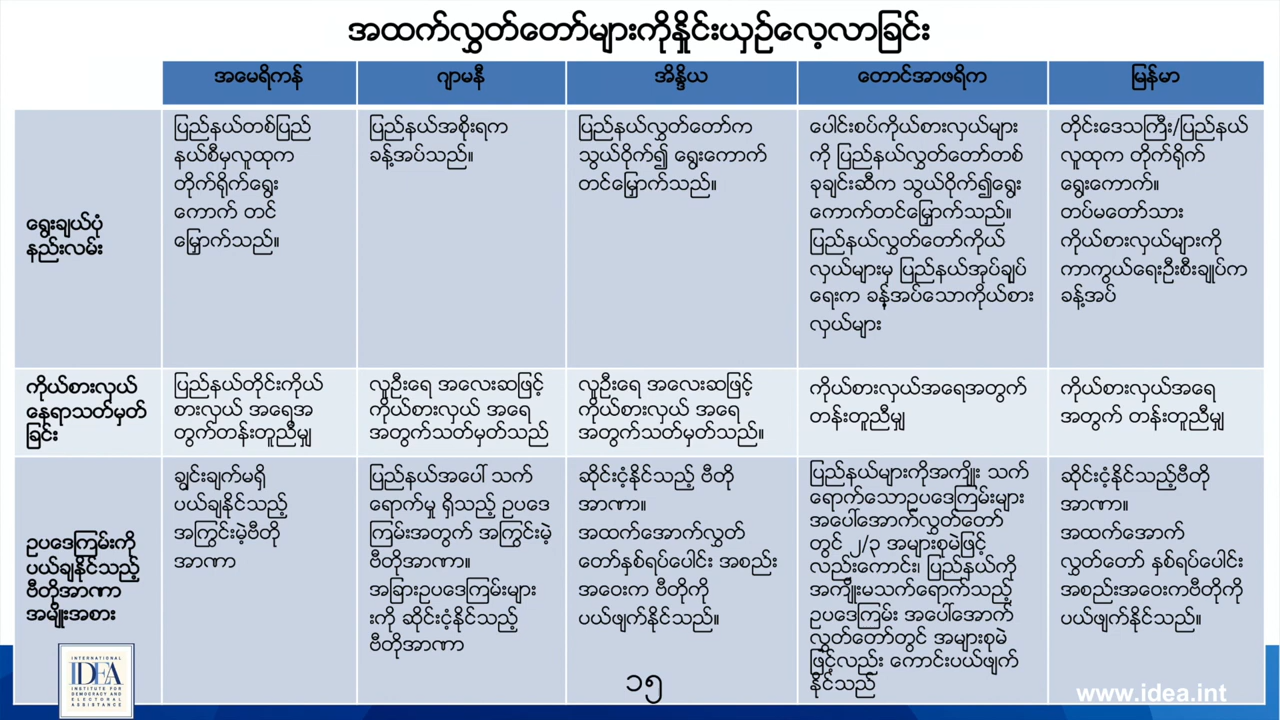 အထက်လွှတ်တော်များကိုနှိုင်းယှဉ်လေ့လာခြင်း
အမေရိကန်
ဂျာမနီ
အိန္ဒိယ
တောင်အာဖရိက
မြန်မာ
ရွေးချယ်ပုံ
နည်းလမ်း
ပြည်နယ်တစ်ပြည်
နယ်စီမှလူထုက
တိုက်ရိုက်ရွေး
ကောက် တင်
မြှောက်သည်။
ပြည်နယ်အစိုးရက
ခန့်အပ်သည်။
ပြည်နယ်လွှတ်တော်က
သွယ်ဝိုက်၍ ရွေးကောက်
တင်မြှောက်သည်။
ပေါင်းစပ်ကိုယ်စားလှယ်များ
ကို ပြည်နယ်လွှတ်တော်တစ်
ခုချင်းဆီက သွယ်ဝိုက်၍ရွေး
ကောက်တင်မြှောက်သည်။
ပြည်နယ်လွှတ်တော်ကိုယ်
လှယ်များမှ ပြည်နယ်အုပ်ချုပ်
ရေးက ခန့်အပ်သောကိုယ်စား
လှယ်များ
တိုင်းဒေသကြီး/ပြည်နယ်
လူထုက တိုက်ရိုက်
ရွေးကောက်။
တပ်မတော်သား
ကိုယ်စားလှယ်များကို
ကာကွယ်ရေးဦးစီးချုပ်က
ခန့်အပ်
ကိုယ်စားလှယ်
နေရာသတ်မှတ်
ခြင်း
ပြည်နယ်တိုင်းကိုယ်
စားလှယ် အရေအ
တွက်တန်းတူညီမျှ
လူဦးရေ အလေးဆဖြင့်
ကိုယ်စားလှယ် အရေ
အတွက်သတ်မှတ်သည်
လူဦးရေ အလေးဆဖြင့်
ကိုယ်စားလှယ် အရေ
အတွက်သတ်မှတ်သည်။
ကိုယ်စားလှယ်အရေအတွက်
တန်းတူညီမျှ
ကိုယ်စားလှယ်အရေ
အတွက် တန်းတူညီမျှ
ဥပဒေကြမ်းကို
ပယ်ချနိုင်သည့်
ဗီတိုအာဏာ
အမျိုးအစား
ချွင်းချက်မရှိ
ပယ်ချနိုင်သည့်
အကြွင်းမဲ့ဗီတို
အာဏာ
ပြည်နယ်အပေါ် သက်
ရောက်မှု ရှိသည့် ဥပဒေ
ကြမ်းအတွက် အကြွင်းမဲ့
ဗီတိုအာဏာ။
အခြားဥပဒေကြမ်းများ
းကို ဆိုင်းငံ့နိုင်သည့်
ဗီတိုအာဏာ
ဆိုင်းငံ့နိုင်သည့် ဗီတို
အာဏာ။
အထက်အောက်လွှတ်
တော်နှစ်ရပ်ပေါင်း အစည်း
အဝေးက ဗီတိုကို
ပယ်ဖျက်နိုင်သည်။
ပြည်နယ်များကိုအကျိုး သက်
ရောက်သောဥပဒေကြမ်းများ
အပေါ်အောက်လွှတ်တော်
တွင် ၂/၃ အများစုမဲဖြင့်
လည်းကောင်း၊ ပြည်နယ်ကို
အကျိုးမသက်ရောက်သည့်
ဥပဒေကြမ်း အပေါ်အောက်
လွှတ်တော်တွင် အများစုမဲ
ဖြင့်လည်း ကောင်းပယ်ဖျက်
နိုင်သည်
ဆိုင်းငံ့နိုင်သည့်ဗီတို
အာဏာ။
အထက်အောက်
လွှတ်တော် နှစ်ရပ်ပေါင်း
အစည်းအဝေးကဗီတိုကို
ပယ်ဖျက်နိုင်သည်။
INTERNATIONAL
IDEA
INSTITUTE FOR
DEMOCRACY AND
ELECTORAL
ASSISTANCE
၁၅
www.idea.int